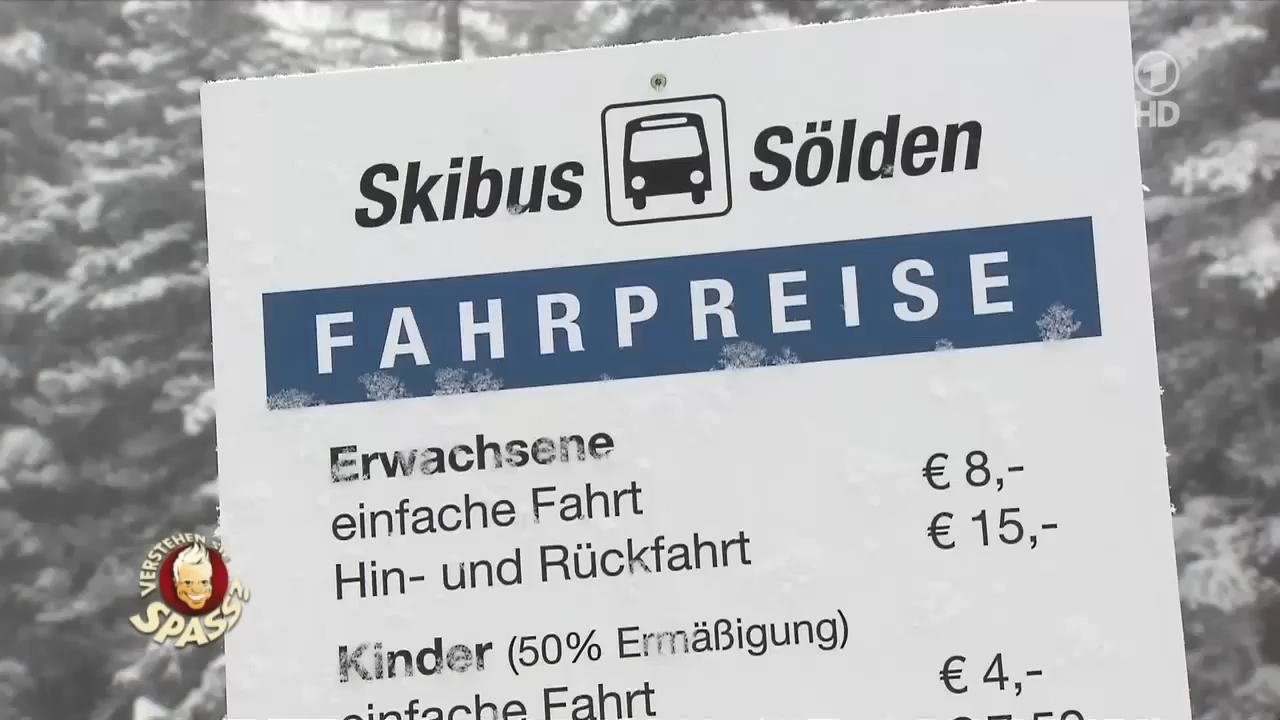 Skibus Sölden
FAHRPREISE
Erwachsene
einfache Fahrt € 8,-
Hin- und Rückfahrt € 15,-
Kinder (50% Ermäßigung)
einfache Fahrt € 4,-
1
HD
VERSTEHEN SIE
SPASS?